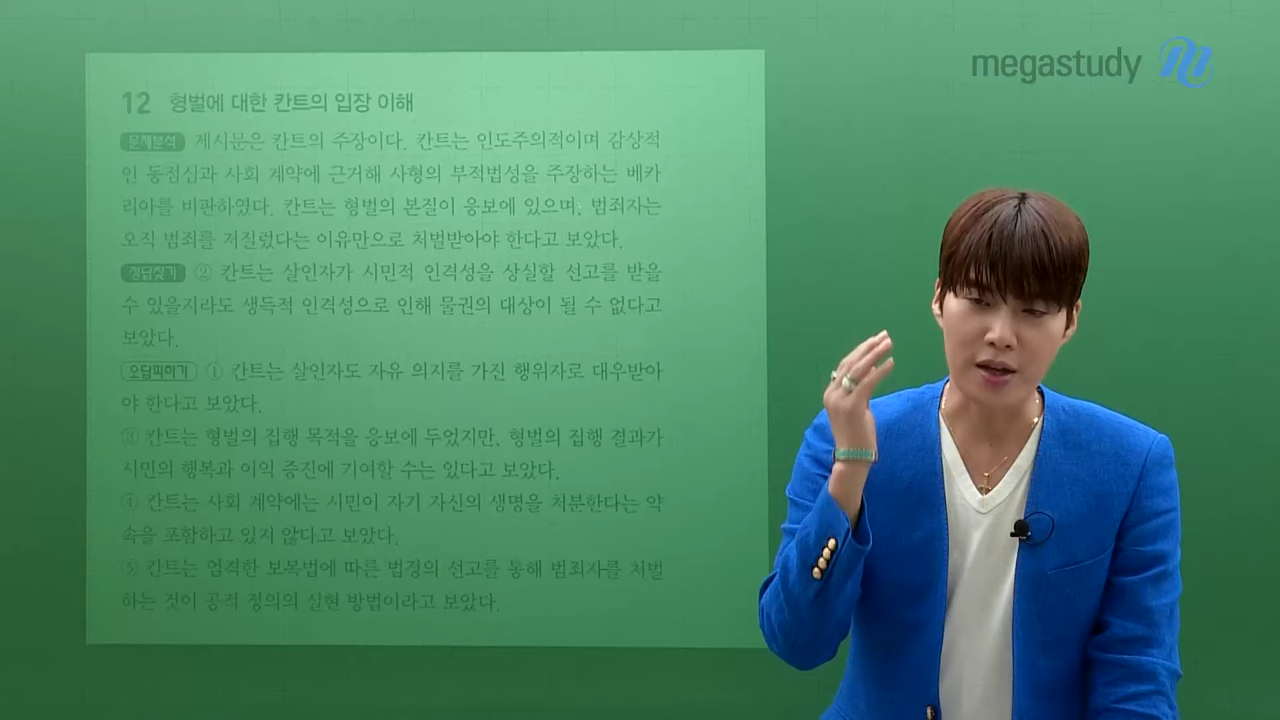 megastudy
12 형벌에 대한 칸트의 입장 이해
문제분석 제시문은 칸트의 주장이다. 칸트는 인도주의적이며 감상적
인 동점심과 사회 계약에 근거해 사형의 부적법성을 주장하는 베카
리아를 비판하였다. 칸트는 형벌의 본질이 응보에 있으며, 범죄자는
오직 범죄를 저질렀다는 이유만으로 처벌받아야 한다고 보았다.
정답찾기 ② 칸트는 살인자가 시민적 인격성을 상실할 선고를 받을
수 있을지라도 생득적 인격성으로 인해 물권의 대상이 될 수 없다고
보았다.
오답피하기 ① 칸트는 살인자도 자유 의지를 가진 행위자로 대우받아
야 한다고 보았다.
③ 칸트는 형벌의 집행 목적을 응보에 두었지만, 형벌의 집행 결과가
시민의 행복과 이익 증진에 기여할 수는 있다고 보았다.
④ 칸트는 사회 계약에는 시민이 자기 자신의 생명을 처분한다는 약
속을 포함하고 있지 않다고 보았다.
⑤ 칸트는 엄격한 보복법에 따른 법정의 선고를 통해 범죄자를 처벌
하는 것이 공적 정의의 실현 방법이라고 보았다.